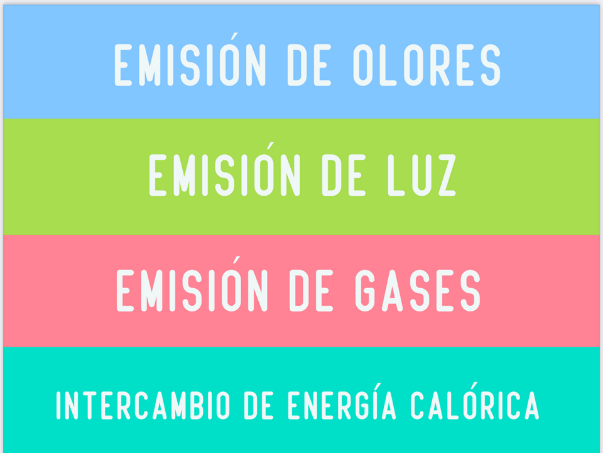 EMISIÓN DE OLORES
EMISIÓN DE LUZ
EMISIÓN DE GASES
INTERCAMBIO DE ENERGÍA CALÓRICA